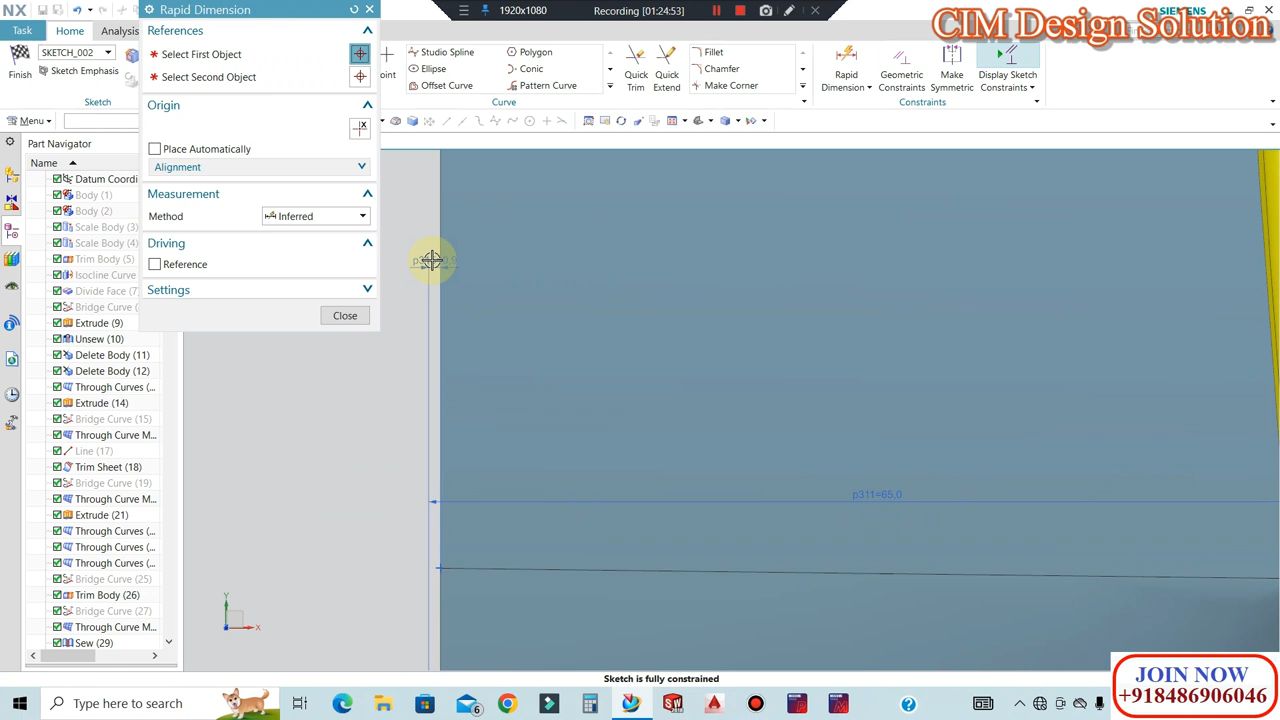 Rapid Dimension
1920x1080
Recording [01:24:53]
SIEMENS
CIM Design Solution
Task
Home
Analysis
References
SKETCH_002
Select First Object
Studio Spline
Polygon
Fillet
Finish
Sketch Emphasis
Select Second Object
Ellipse
Conic
Quick Trim
Quick Extend
Chamfer
Rapid Dimension
Geometric Constraints
Make Symmetric
Display Sketch Constraints
Offset Curve
Pattern Curve
Make Corner
Sketch
Origin
Curve
Constraints
Menu
Part Navigator
Place Automatically
Name
Alignment
Datum Coordi
Body (1)
Measurement
Body (2)
Method
Inferred
Scale Body (3)
Scale Body (4)
Driving
Trim Body (5)
Reference
Isocline Curve
Divide Face (7
Settings
Bridge Curve (
Extrude (9)
Close
Unsew (10)
Delete Body (11)
Delete Body (12)
Through Curves (...
Extrude (14)
Bridge Curve (15)
Through Curve M...
Line (17)
Trim Sheet (18)
Bridge Curve (19)
Through Curve M...
p311=65,0
Extrude (21)
Through Curves (...
Through Curves (...
Through Curves (...
Bridge Curve (25)
Trim Body (26)
Bridge Curve (27)
Through Curve M...
Sew (29)
Y
X
Sketch is fully constrained
JOIN NOW
+918486906046
Type here to search
6